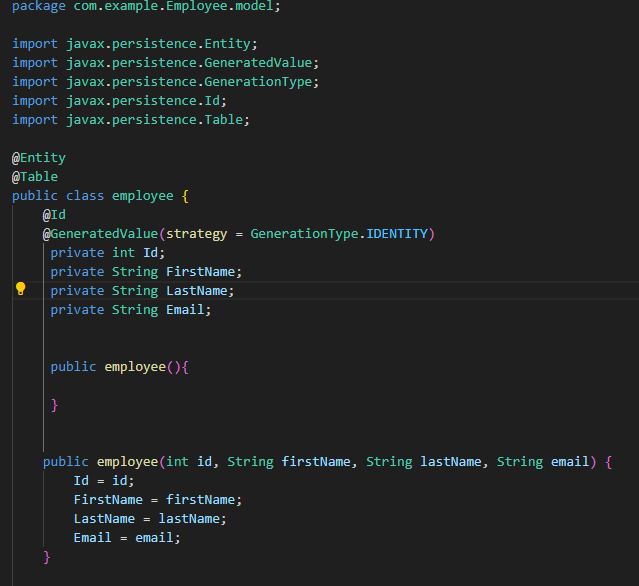 package com.example.Employee.model;
import javax.persistence.Entity;
import javax.persistence.GeneratedValue;
import javax.persistence.GenerationType;
import javax.persistence.Id;
import javax.persistence.Table;
@Entity
@Table
public class employee {
@Id
@GeneratedValue(strategy = GenerationType.IDENTITY)
private int Id;
private String FirstName;
private String LastName;
private String Email;
public employee(){
}
public employee(int id, String firstName, String lastName, String email) {
Id = id;
FirstName = firstName;
LastName = lastName;
Email = email;
}